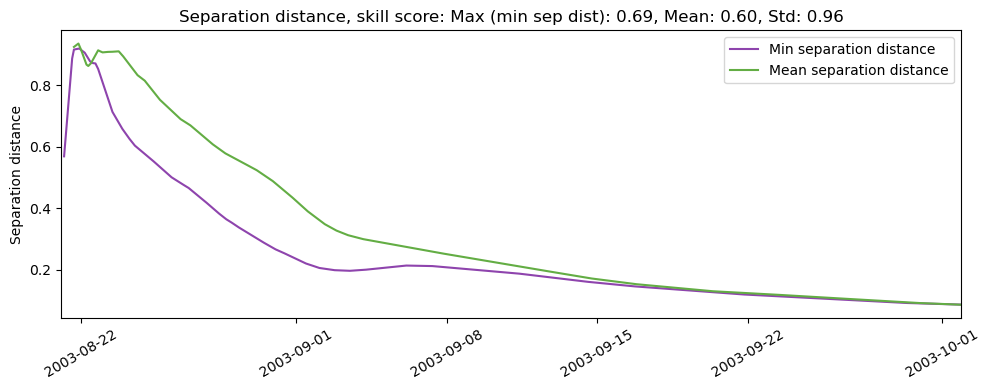 Separation distance, skill score: Max (min sep dist): 0.69, Mean: 0.60, Std: 0.96
Min separation distance
Mean separation distance
Separation distance
0.8
0.6
0.4
0.2
2003-08-22
2003-09-01
2003-09-08
2003-09-15
2003-09-22
2003-10-01